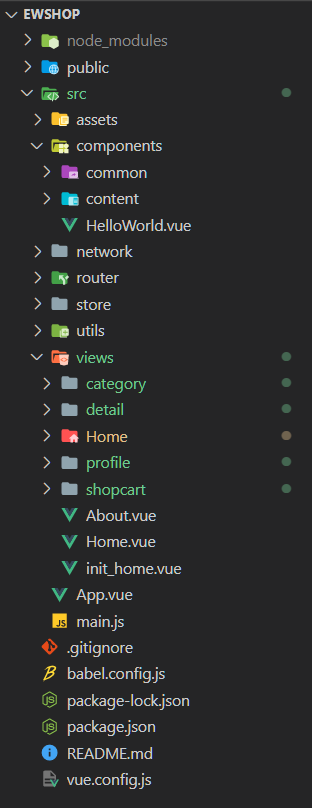 EWSHOP
node_modules
public
src
assets
components
common
content
HelloWorld.vue
network
router
store
utils
views
category
detail
Home
profile
shopcart
About.vue
Home.vue
init_home.vue
App.vue
JS main.js
.gitignore
babel.config.js
package-lock.json
package.json
README.md
vue.config.js